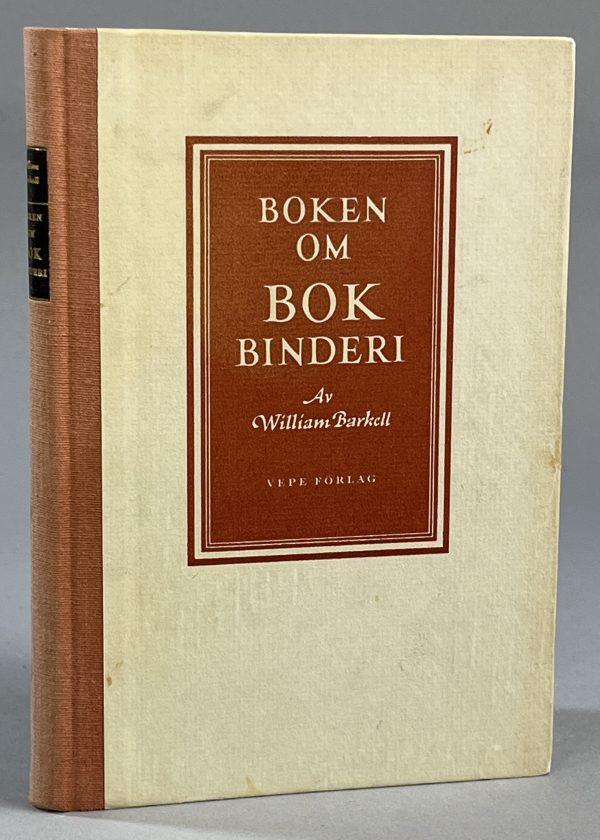 BOKEN
OM
BOK
BINDERI
Av
William Barkell
VEPE FÖRLAG